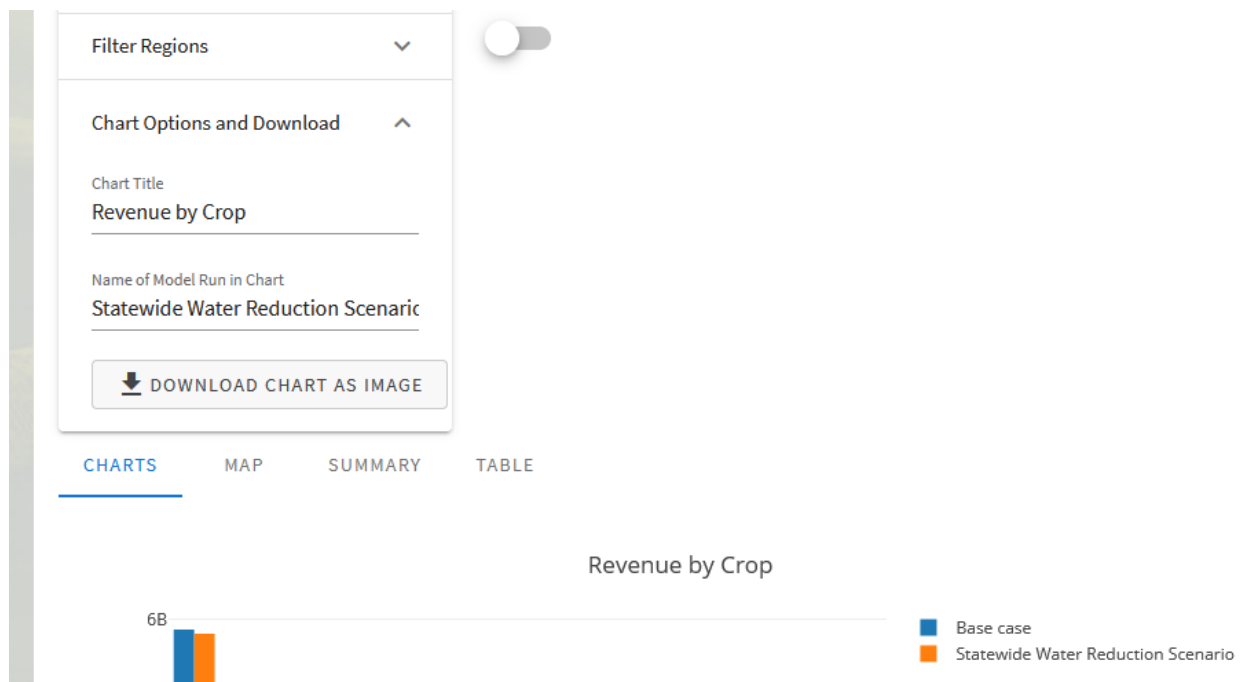 Filter Regions
Chart Options and Download
Chart Title
Revenue by Crop
Name of Model Run in Chart
Statewide Water Reduction Scenaric
DOWNLOAD CHART AS IMAGE
CHARTS MAP SUMMARY TABLE
Revenue by Crop
6B
Base case
Statewide Water Reduction Scenario